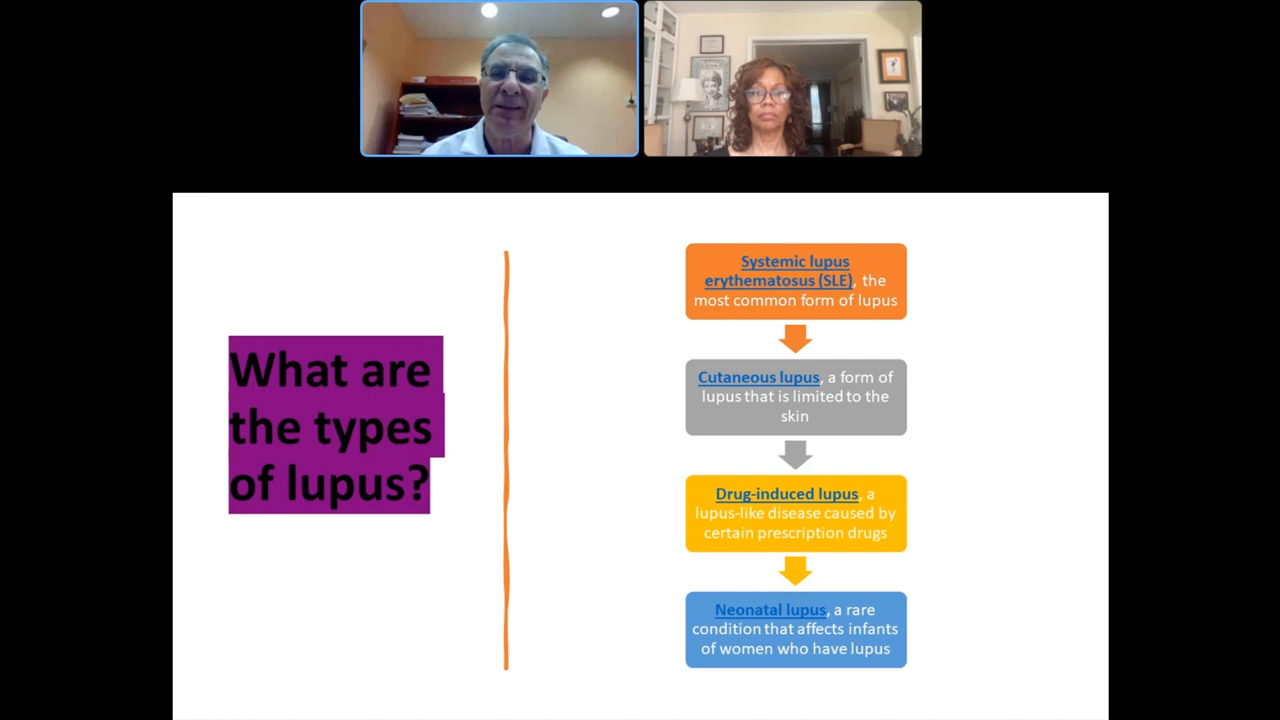 What are
the types
of lupus?
Systemic lupus
erythematosus (SLE), the
most common form of lupus
Cutaneous lupus, a form of
lupus that is limited to the
skin
Drug-induced lupus, a
lupus-like disease caused by
certain prescription drugs
Neonatal lupus, a rare
condition that affects infants
of women who have lupus